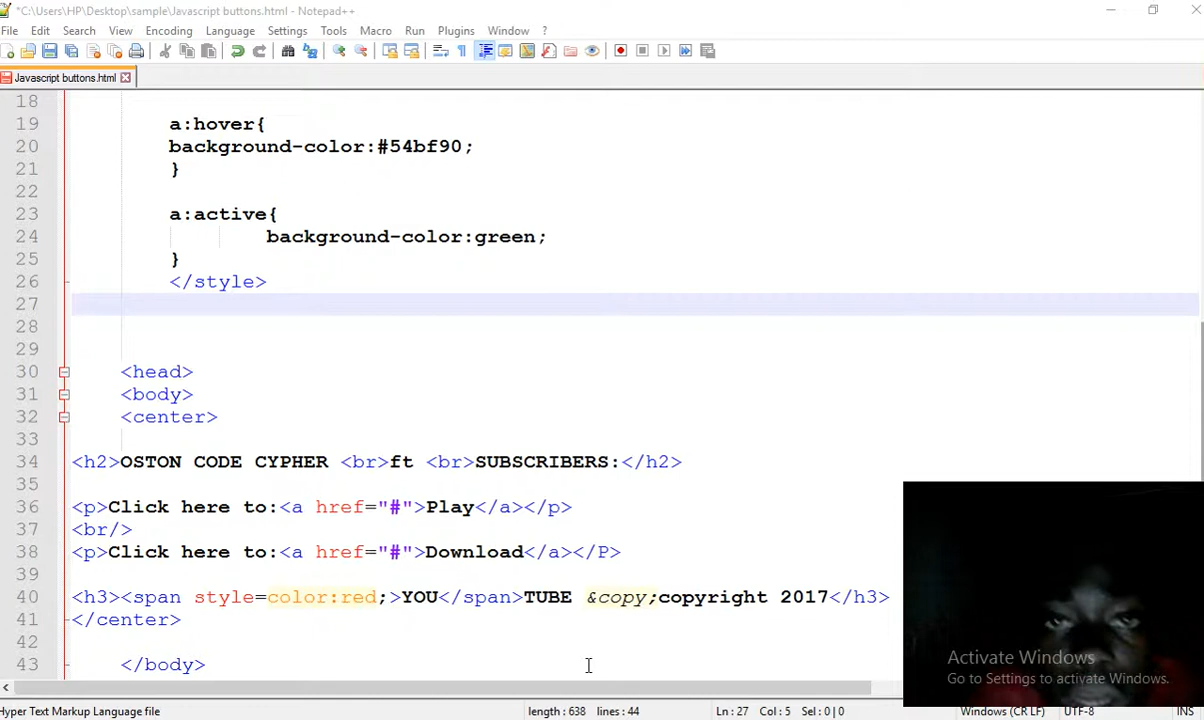 *C:\Users\HP\Desktop\sample\Javascript buttons.html - Notepad++
File Edit Search View Encoding Language Settings Tools Macro Run Plugins Window ?
Javascript buttons.html
18
19 a:hover{
20 background-color:#54bf90;
21 }
22
23 a:active{
24 background-color:green;
25 }
26 </style>
27
28
29
30 <head>
31 <body>
32 <center>
33
34 <h2>OSTON CODE CYPHER <br>ft <br>SUBSCRIBERS:</h2>
35
36 <p>Click here to:<a href="#">Play</a></p>
37 <br/>
38 <p>Click here to:<a href="#">Download</a></P>
39
40 <h3><span style=color:red;>YOU</span>TUBE &copy;copyright 2017</h3>
41 </center>
42
43 </body>
Activate Windows
Go to Settings to activate Windows.
Hyper Text Markup Language file length : 638 lines : 44 Ln : 27 Col : 5 Sel : 0 | 0 Windows (CR LF) UTF-8 INS